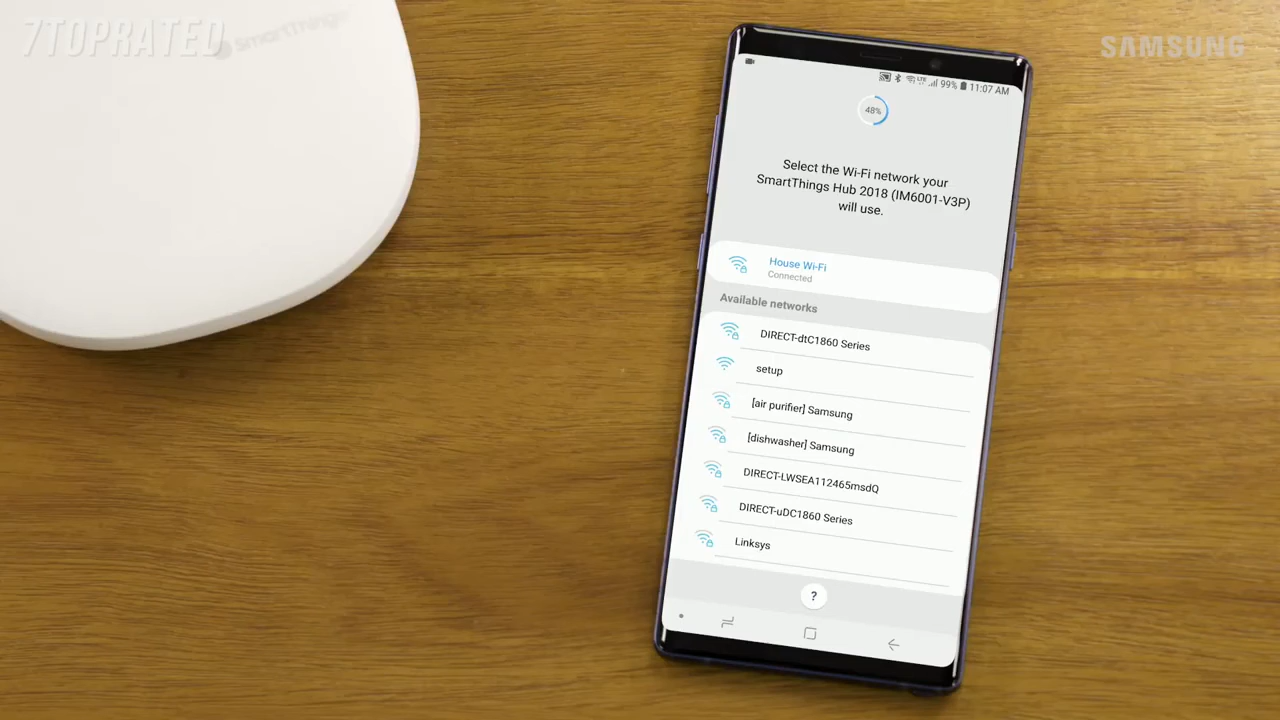 7TOPRATED
SmartThings
SAMSUNG
LTE 99% 11:07 AM
48%
Select the Wi-Fi network your
SmartThings Hub 2018 (IM6001-V3P)
will use.
House Wi-Fi
Connected
Available networks
DIRECT-dtC1860 Series
setup
[air purifier] Samsung
[dishwasher] Samsung
DIRECT-LWSEA112465msdQ
DIRECT-uDC1860 Series
Linksys
?